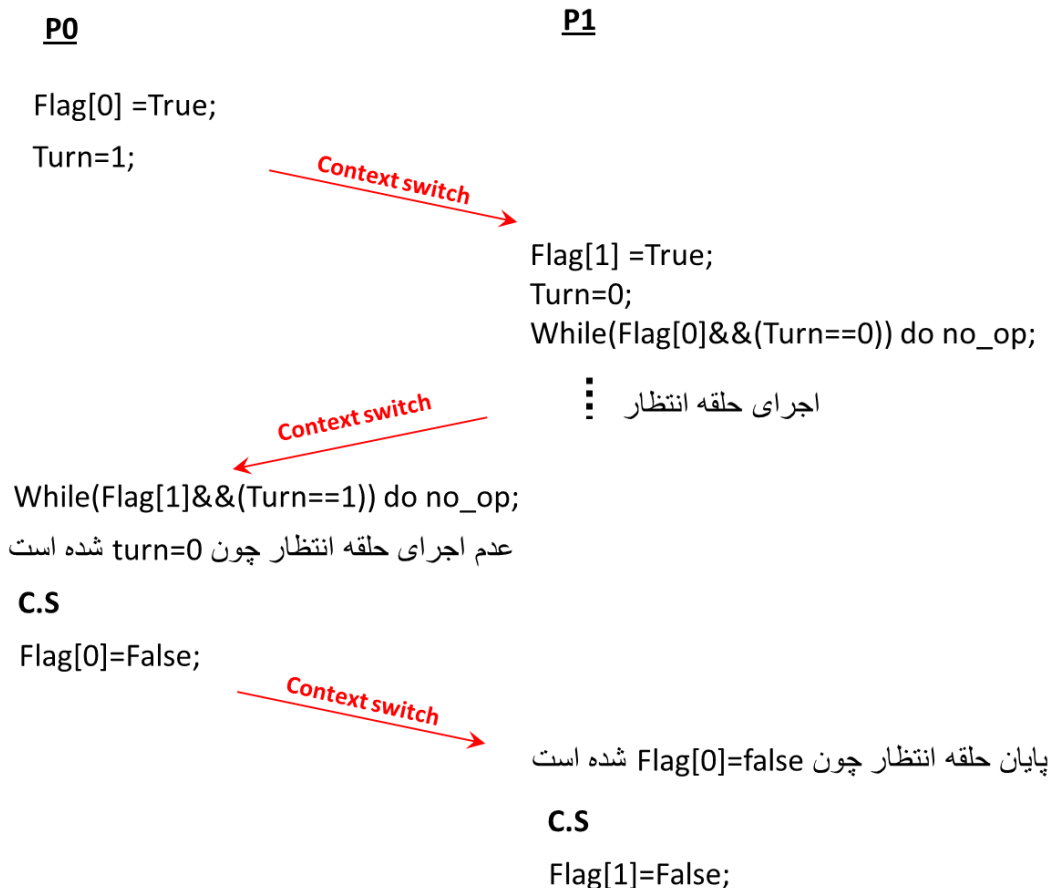 P0
P1
Flag[0] =True;
Turn=1;
Context switch
Flag[1] =True;
Turn=0;
While(Flag[0]&&(Turn==0)) do no_op;
اجرای حلقه انتظار
Context switch
While(Flag[1]&&(Turn==1)) do no_op;
عدم اجرای حلقه انتظار چون turn=0 شده است
C.S
Flag[0]=False;
Context switch
پایان حلقه انتظار چون Flag[0]=false شده است
C.S
Flag[1]=False;